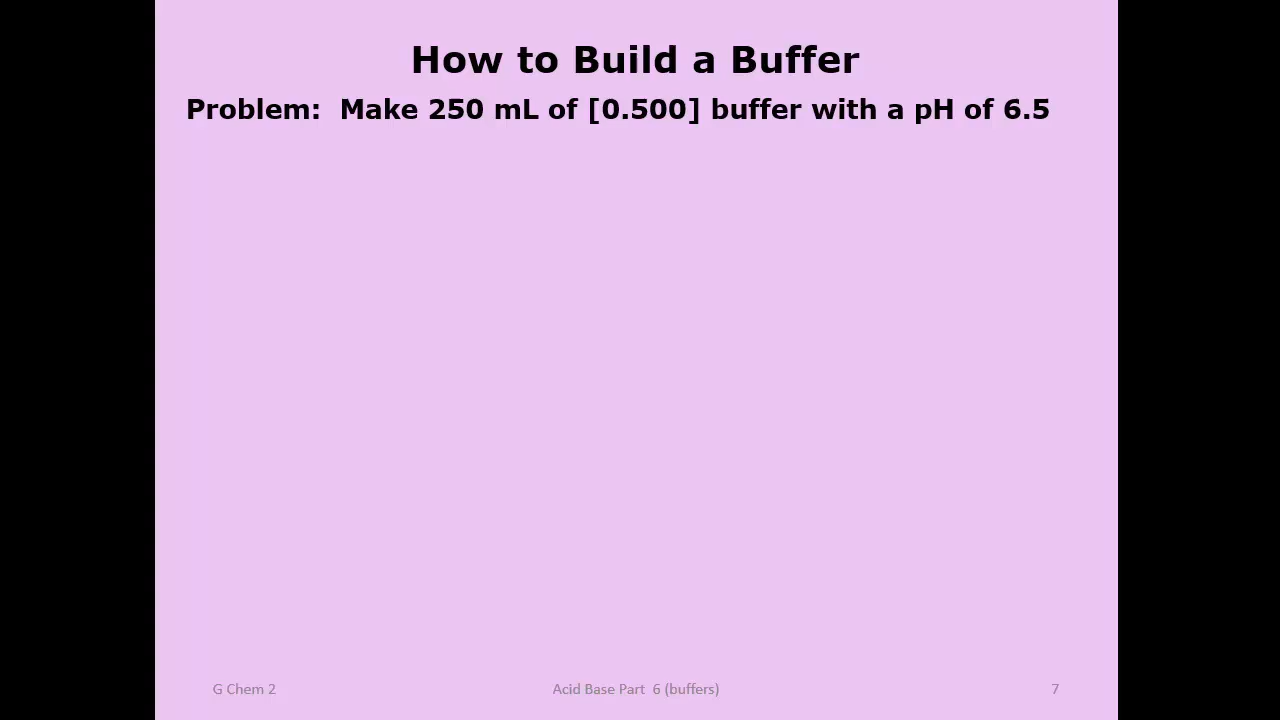 How to Build a Buffer
Problem:  Make 250 mL of [0.500] buffer with a pH of 6.5
G Chem 2
Acid Base Part  6 (buffers)
7